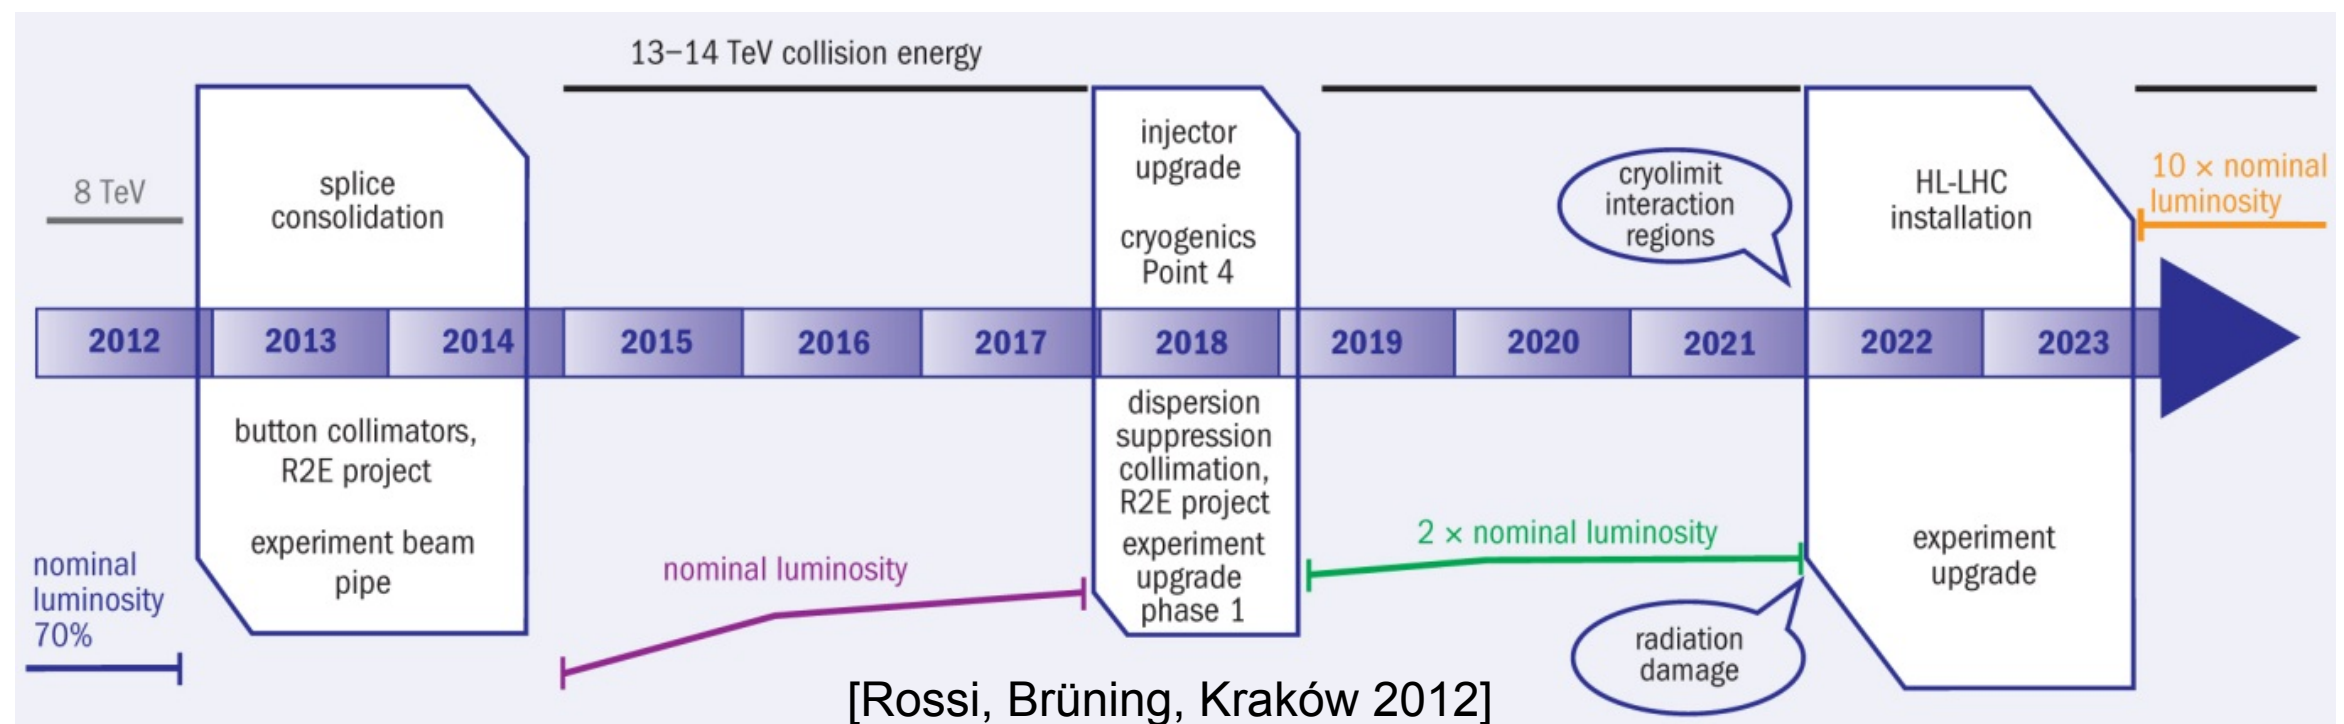 13–14 TeV collision energy
8 TeV
splice
consolidation
injector
upgrade
cryogenics
Point 4
cryolimit
interaction
regions
HL-LHC
installation
10 × nominal
luminosity
2012 2013 2014 2015 2016 2017 2018 2019 2020 2021 2022 2023
button collimators,
R2E project
experiment beam
pipe
nominal
luminosity
70%
nominal luminosity
dispersion
suppression
collimation,
R2E project
experiment
upgrade
phase 1
2 × nominal luminosity
radiation
damage
experiment
upgrade
[Rossi, Brüning, Kraków 2012]